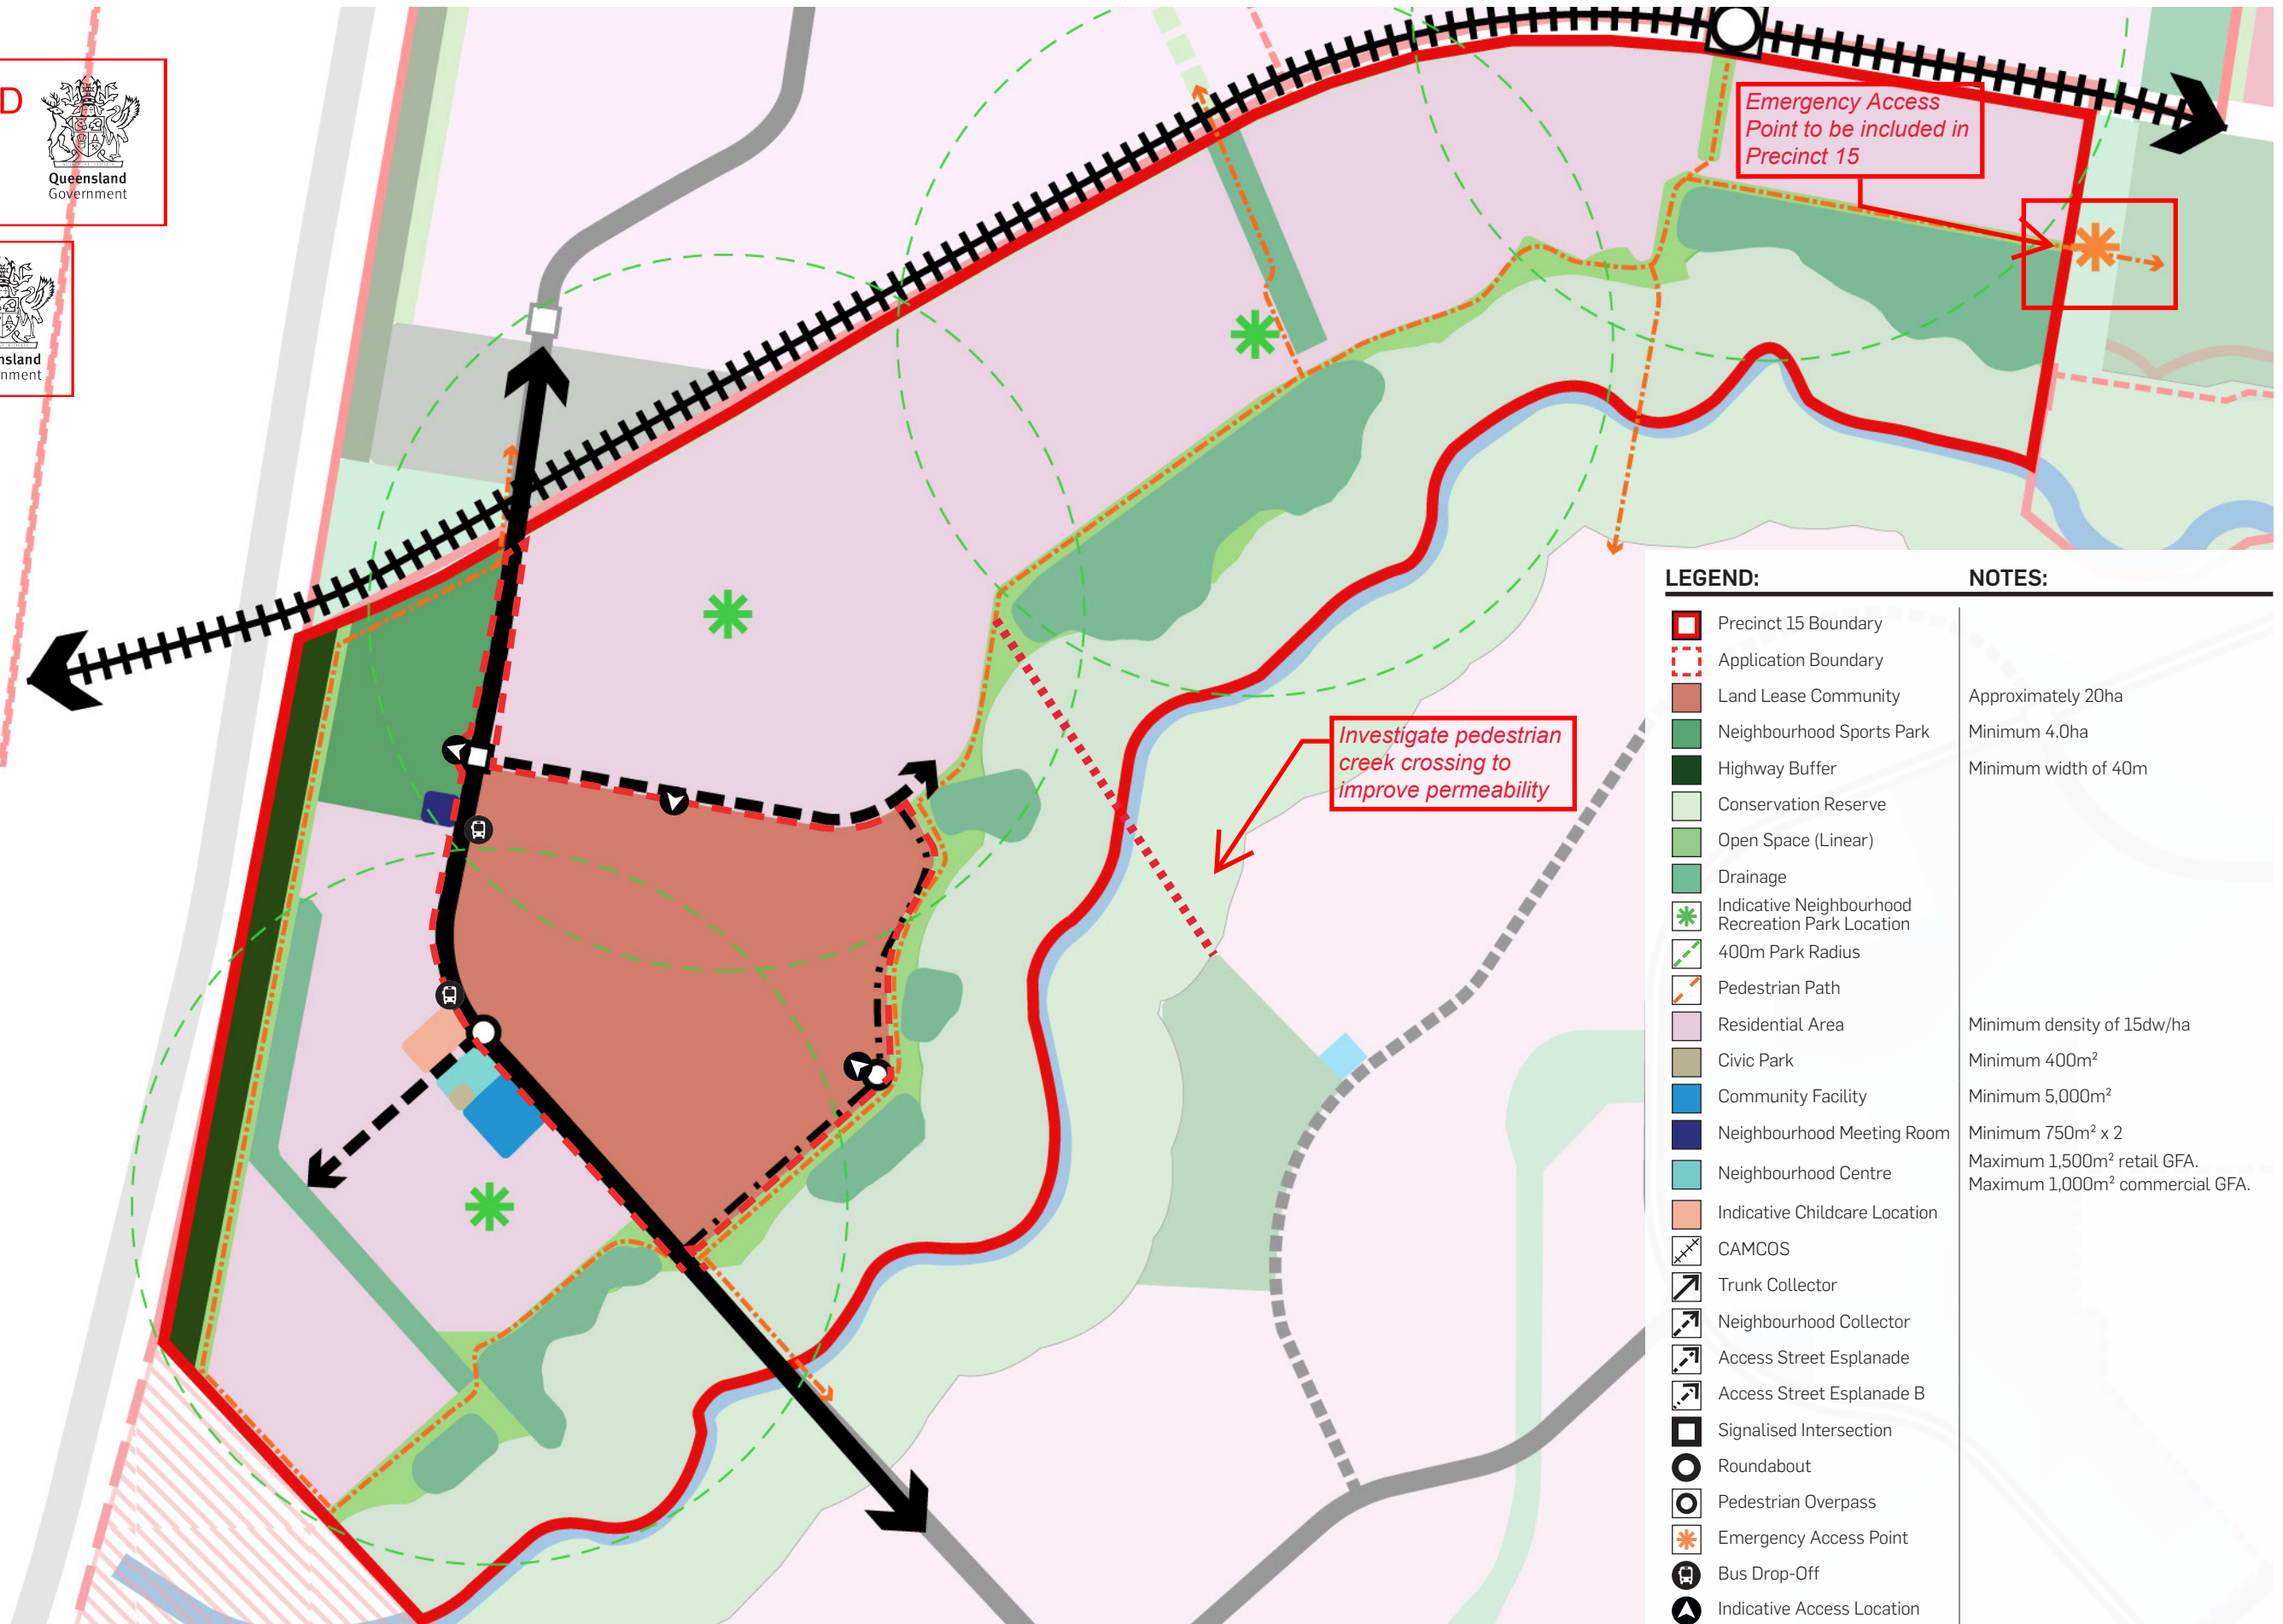 D
Queensland
Government
nsland
nment
Emergency Access
Point to be included in
Precinct 15
Investigate pedestrian
creek crossing to
improve permeability
LEGEND: NOTES:
Precinct 15 Boundary
Application Boundary
Land Lease Community Approximately 20ha
Neighbourhood Sports Park Minimum 4.0ha
Highway Buffer Minimum width of 40m
Conservation Reserve
Open Space (Linear)
Drainage
Indicative Neighbourhood
Recreation Park Location
400m Park Radius
Pedestrian Path
Residential Area Minimum density of 15dw/ha
Civic Park Minimum 400m²
Community Facility Minimum 5,000m²
Neighbourhood Meeting Room Minimum 750m² x 2
Neighbourhood Centre Maximum 1,500m² retail GFA.
Maximum 1,000m² commercial GFA.
Indicative Childcare Location
CAMCOS
Trunk Collector
Neighbourhood Collector
Access Street Esplanade
Access Street Esplanade B
Signalised Intersection
Roundabout
Pedestrian Overpass
Emergency Access Point
Bus Drop-Off
Indicative Access Location